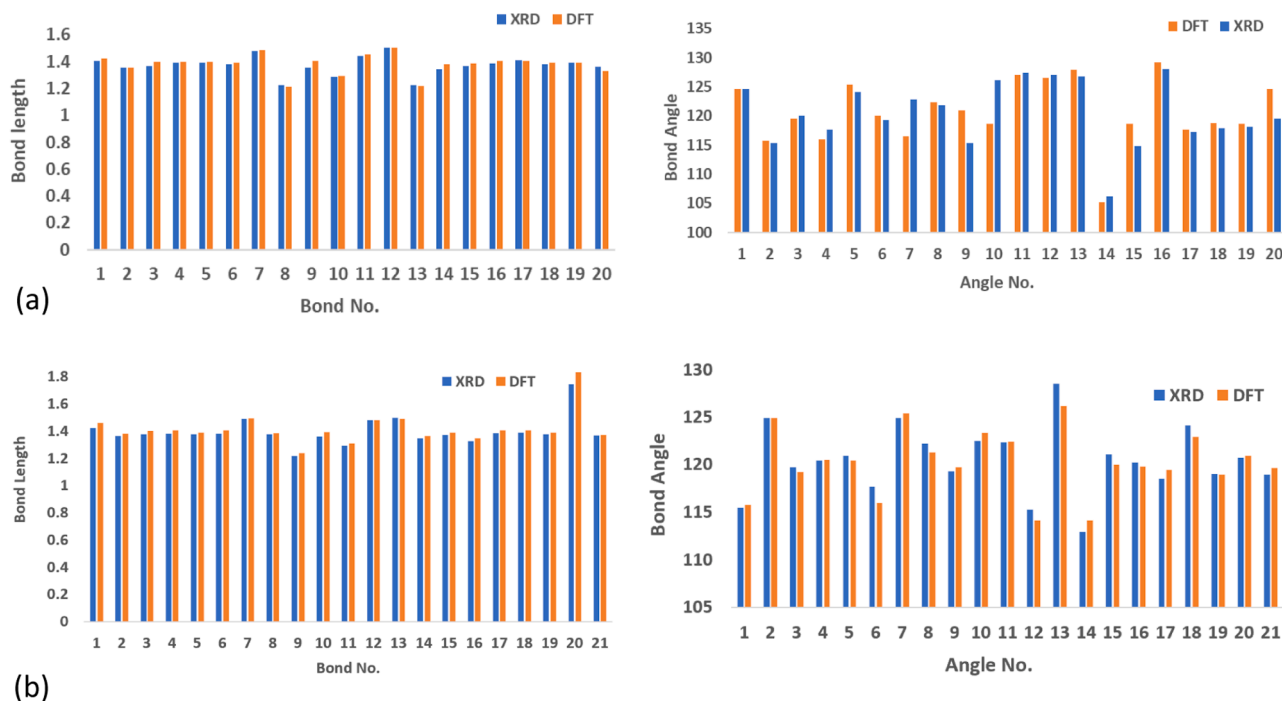 XRD DFT
Bond length
1.6
1.4
1.2
1
0.8
0.6
0.4
0.2
0
1 2 3 4 5 6 7 8 9 10 11 12 13 14 15 16 17 18 19 20
Bond No.
(a)
DFT XRD
Bond Angle
135
130
125
120
115
110
105
100
1 2 3 4 5 6 7 8 9 10 11 12 13 14 15 16 17 18 19 20
Angle No.
XRD DFT
Bond Length
1.8
1.6
1.4
1.2
1
0.8
0.6
0.4
0.2
0
1 2 3 4 5 6 7 8 9 10 11 12 13 14 15 16 17 18 19 20 21
Bond No.
(b)
XRD DFT
Bond Angle
130
125
120
115
110
105
1 2 3 4 5 6 7 8 9 10 11 12 13 14 15 16 17 18 19 20 21
Angle No.